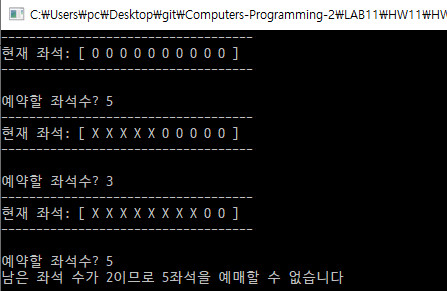 C:₩Users₩pc₩Desktop₩git₩Computers-Programming-2₩LAB11₩HW11₩HW
---------------------------------
현재 좌석: [ 0 0 0 0 0 0 0 0 0 0 ]
---------------------------------
예약할 좌석수? 5
---------------------------------
현재 좌석: [ X X X X X 0 0 0 0 0 ]
---------------------------------
예약할 좌석수? 3
---------------------------------
현재 좌석: [ X X X X X X X X 0 0 ]
---------------------------------
예약할 좌석수? 5
남은 좌석 수가 2이므로 5좌석을 예매할 수 없습니다